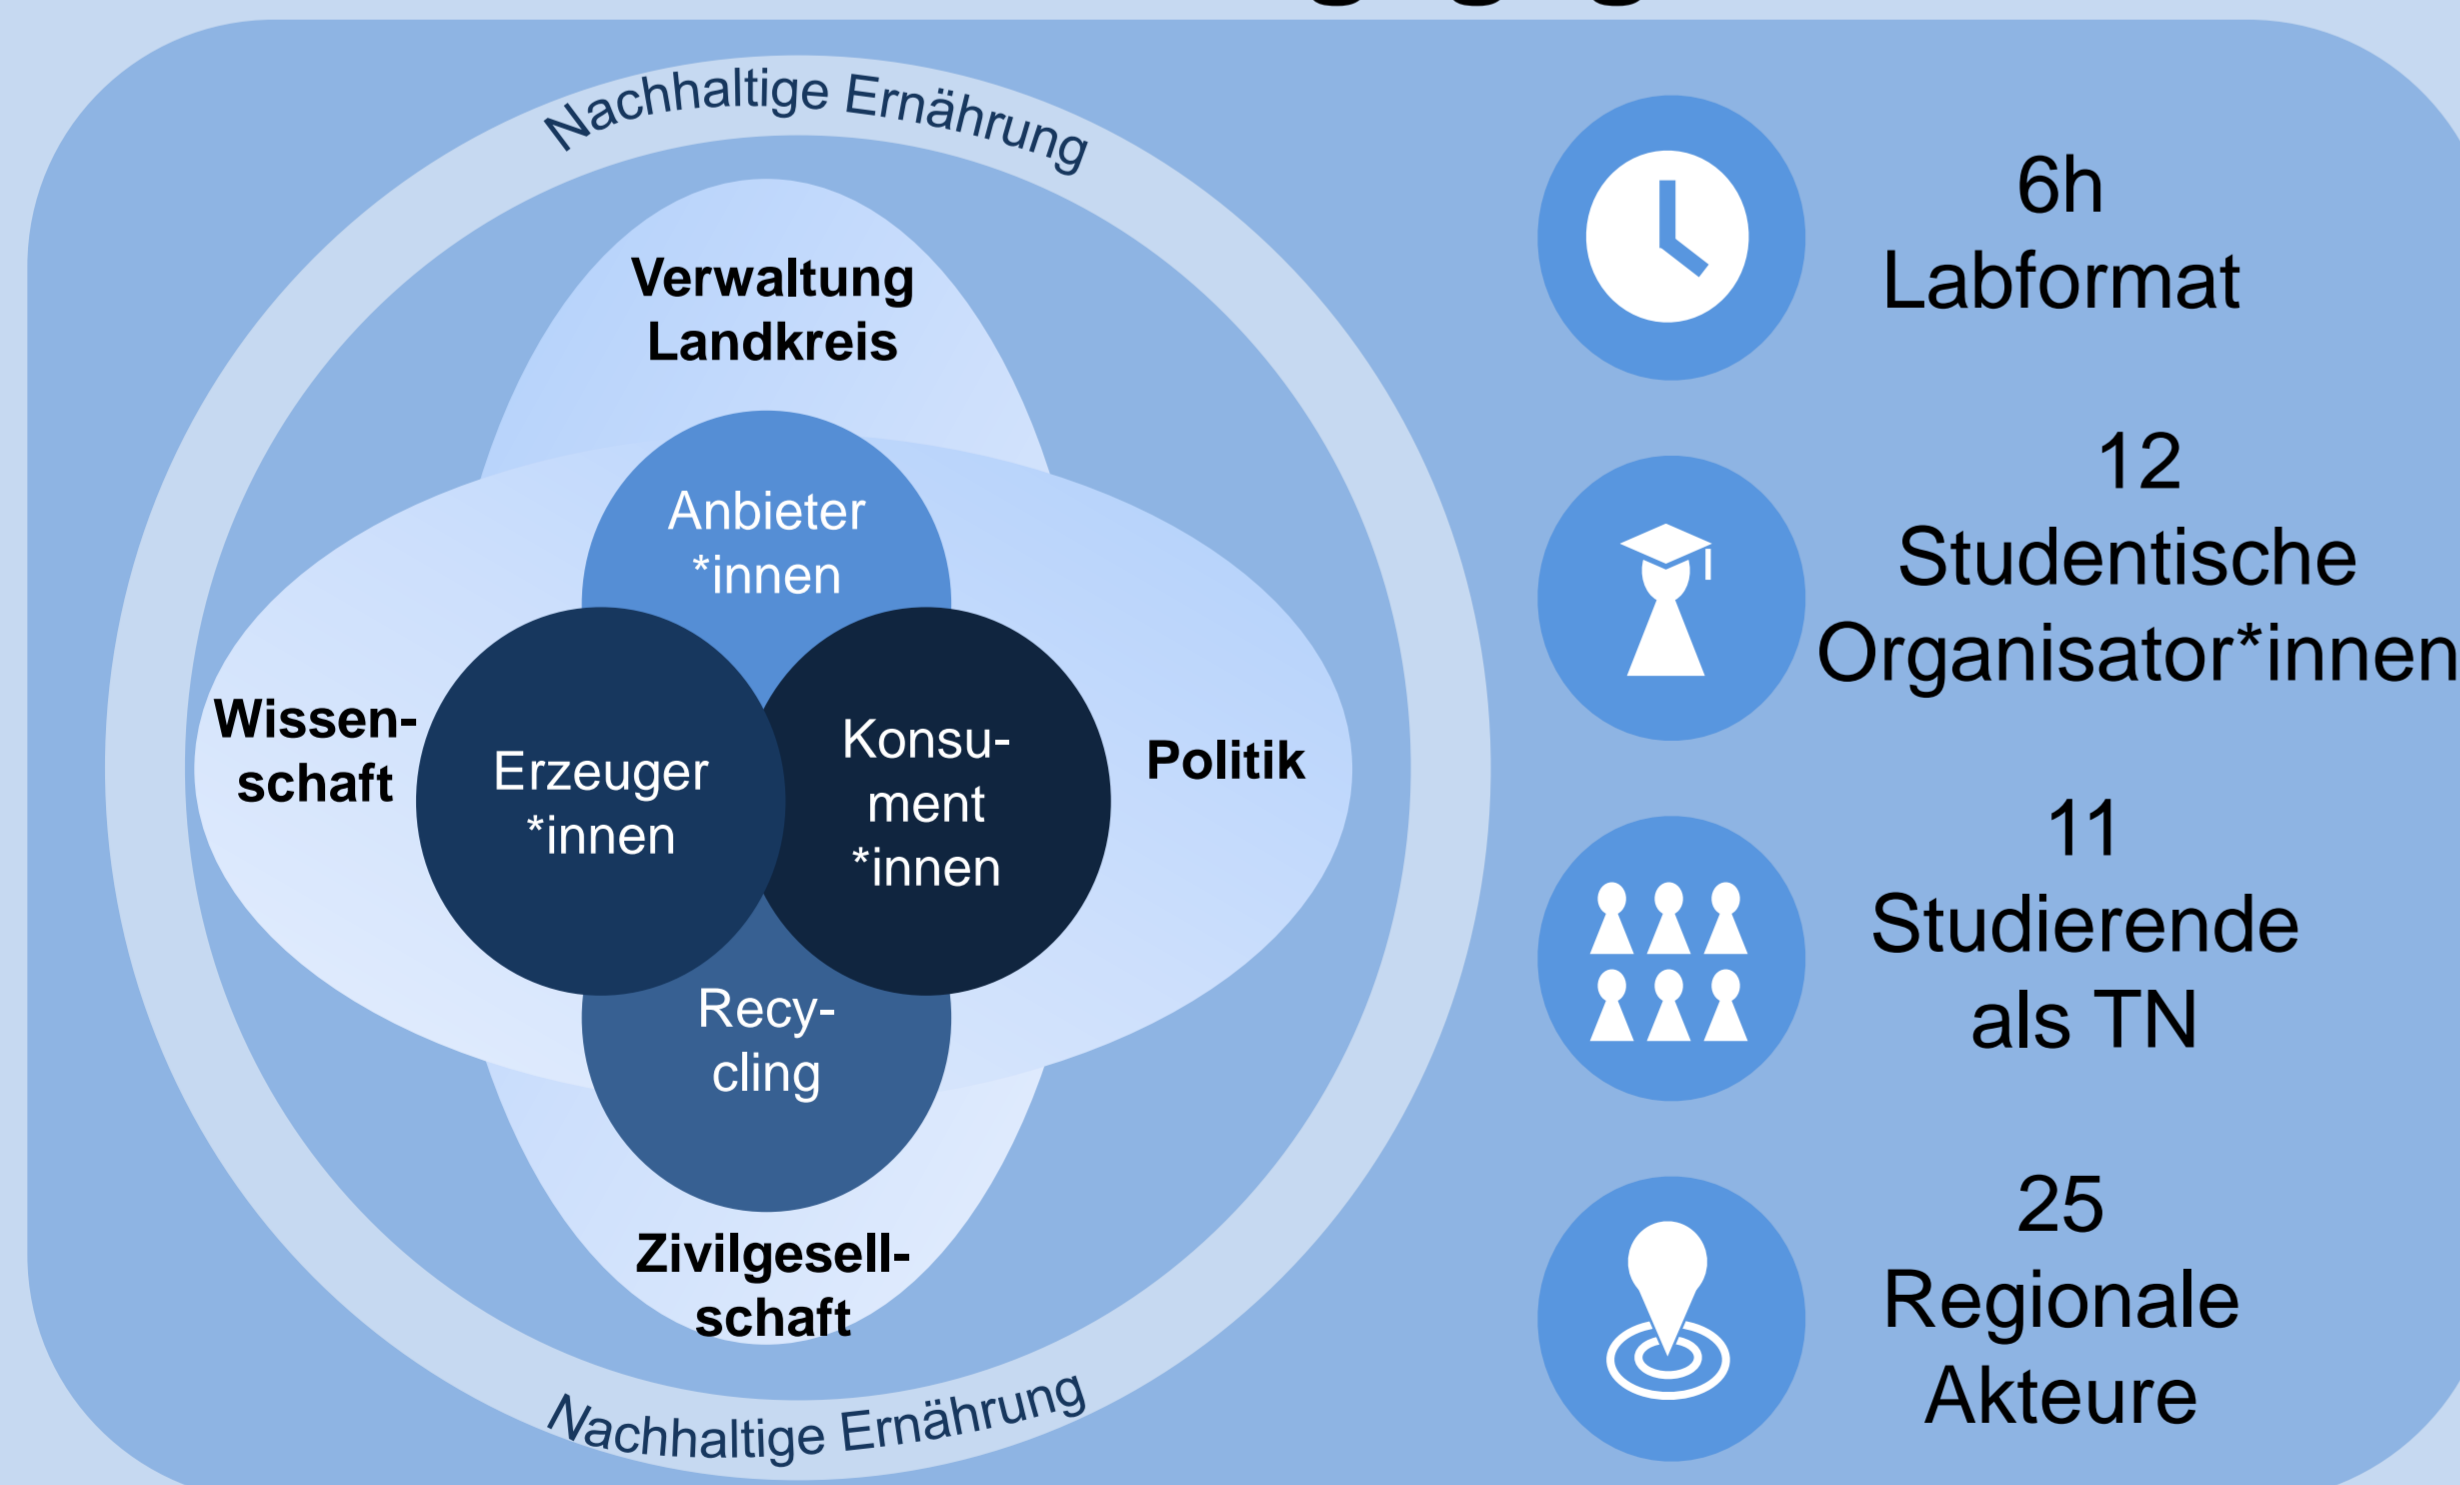 Nachhaltige Ernährung
Verwaltung
Landkreis
Anbieter
*innen
Wissen-
schaft
Erzeuger
*innen
Konsu-
ment
*innen
Politik
Recy-
cling
Zivilgesell-
schaft
Nachhaltige Ernährung
6h
Labformat
12
Studentische
Organisator*innen
11
Studierende
als TN
25
Regionale
Akteure